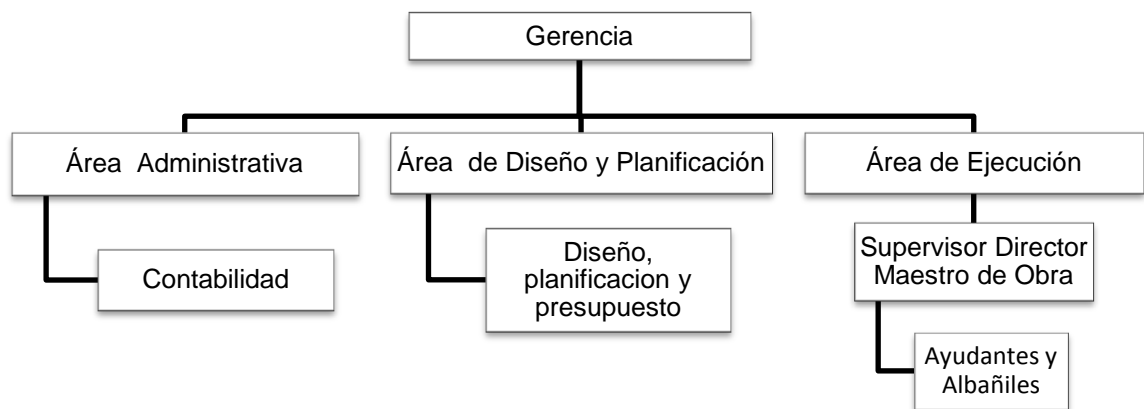 Gerencia
Área Administrativa
Área de Diseño y Planificación
Área de Ejecución
Contabilidad
Diseño,
planificacion y
presupuesto
Supervisor Director
Maestro de Obra
Ayudantes y
Albañiles